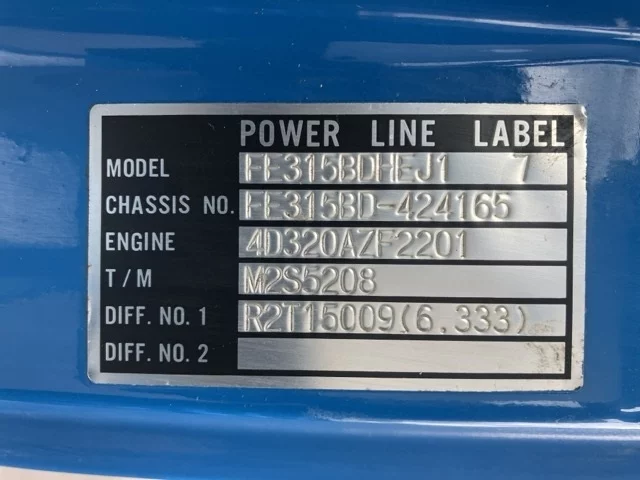 POWER LINE LABEL
MODEL FE315BDHEJ1 7
CHASSIS NO. FE315BD-424165
ENGINE 4D320AZF2201
T/M M2S5208
DIFF. NO. 1 R2T15009(6.333)
DIFF. NO. 2